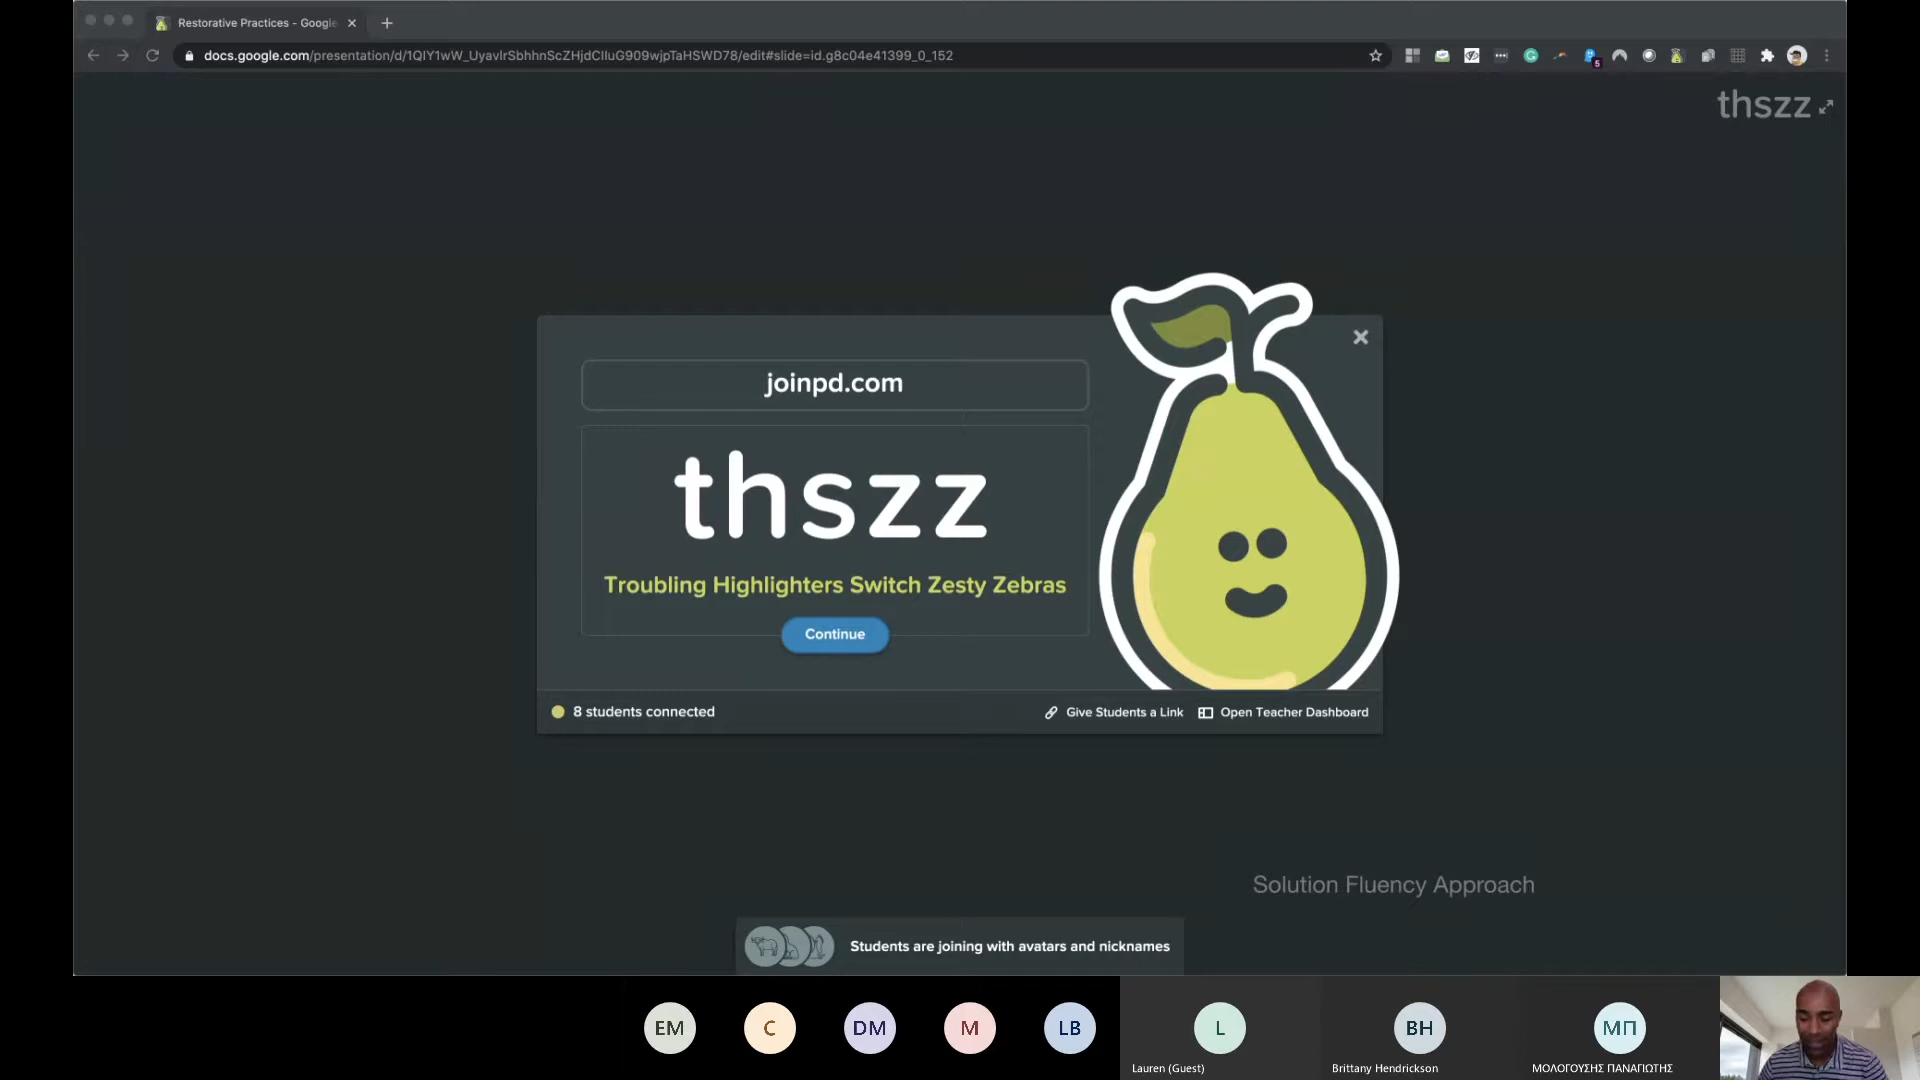 Restorative Practices - Google
docs.google.com/presentation/d/1QIY1wW_UyavIrSbhhnScZHjdCIIuG909wjpTaHSWD78/edit#slide=id.g8c04e41399_0_152
5
thszz
joinpd.com
thszz
Troubling Highlighters Switch Zesty Zebras
Continue
8 students connected
Give Students a Link
Open Teacher Dashboard
Solution Fluency Approach
Students are joining with avatars and nicknames
EM
C
DM
M
LB
L
BH
ΜΠ
Lauren (Guest)
Brittany Hendrickson
ΜΟΛΟΓΟΥΣΗΣ ΠΑΝΑΓΙΩΤΗΣ